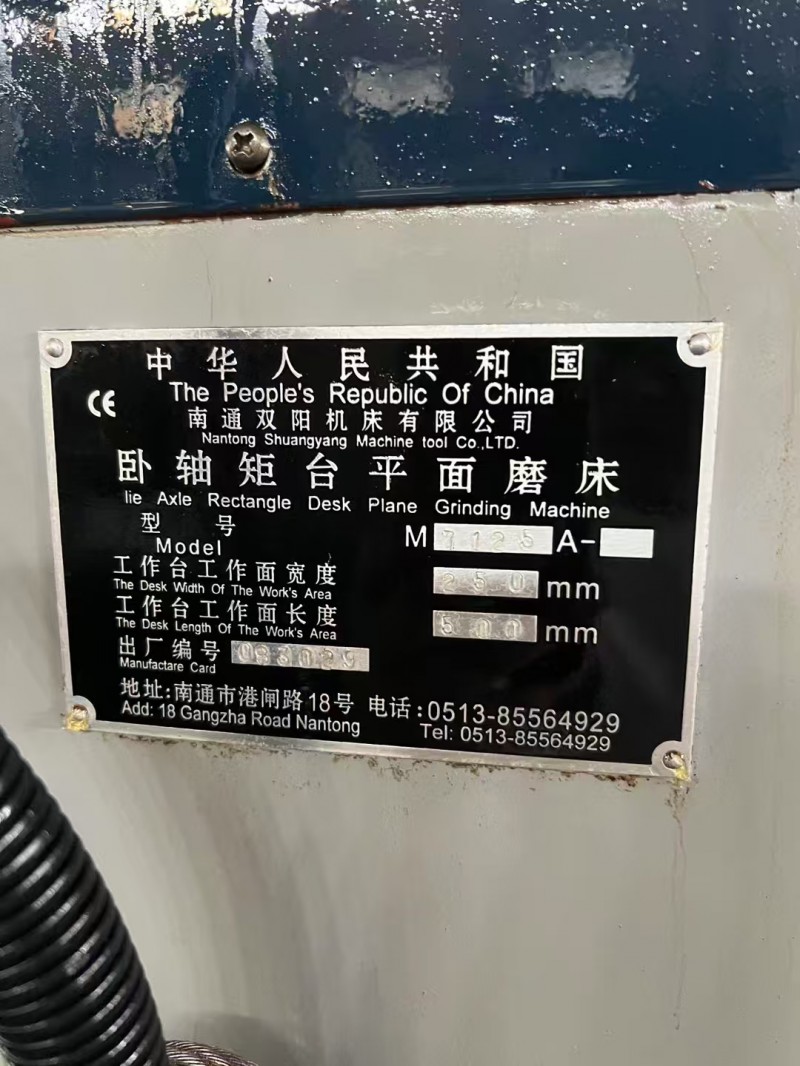 中华人民共和国
The People's Republic Of China
CE
南通双阳机床有限公司
Nantong Shuangyang Machine tool Co.,LTD.
卧轴矩台平面磨床
lie Axle Rectangle Desk Plane Grinding Machine
型 号 M 7125 A-
Model
工作台工作面宽度 250 mm
The Desk Width Of The Work's Area
工作台工作面长度 500 mm
The Desk Length Of The Work's Area
出厂编号
Manufactare Card
地址:南通市港闸路18号 电话:0513-85564929
Add: 18 Gangzha Road Nantong Tel: 0513-85564929